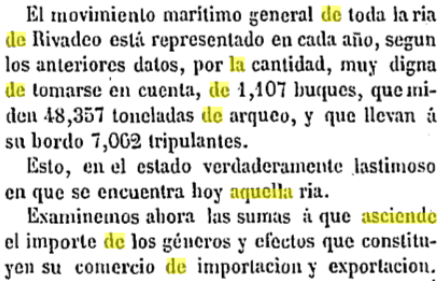 El movimiento marítimo general de toda la ria
de Rivadeo está representado en cada año, segun
los anteriores datos, por la cantidad, muy digna
de tomarse en cuenta, de 1,107 buques, que mi-
den 48,357 toneladas de arqueo, y que llevan á
su bordo 7,062 tripulantes.
Esto, en el estado verdaderamente lastimoso
en que se encuentra hoy aquella ria.
Examinemos ahora las sumas á que asciende
el importe de los géneros y efectos que constitu-
yen su comercio de importacion y exportacion.